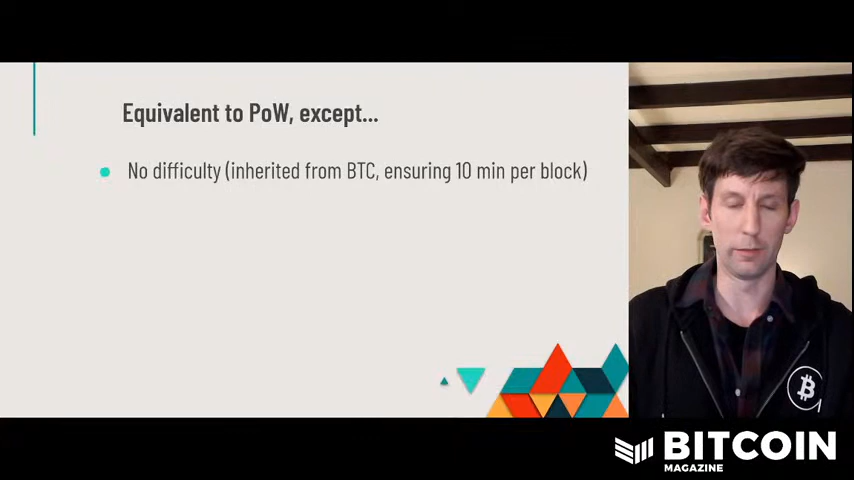 Equivalent to PoW, except...
No difficulty (inherited from BTC, ensuring 10 min per block)
BITCOIN
MAGAZINE